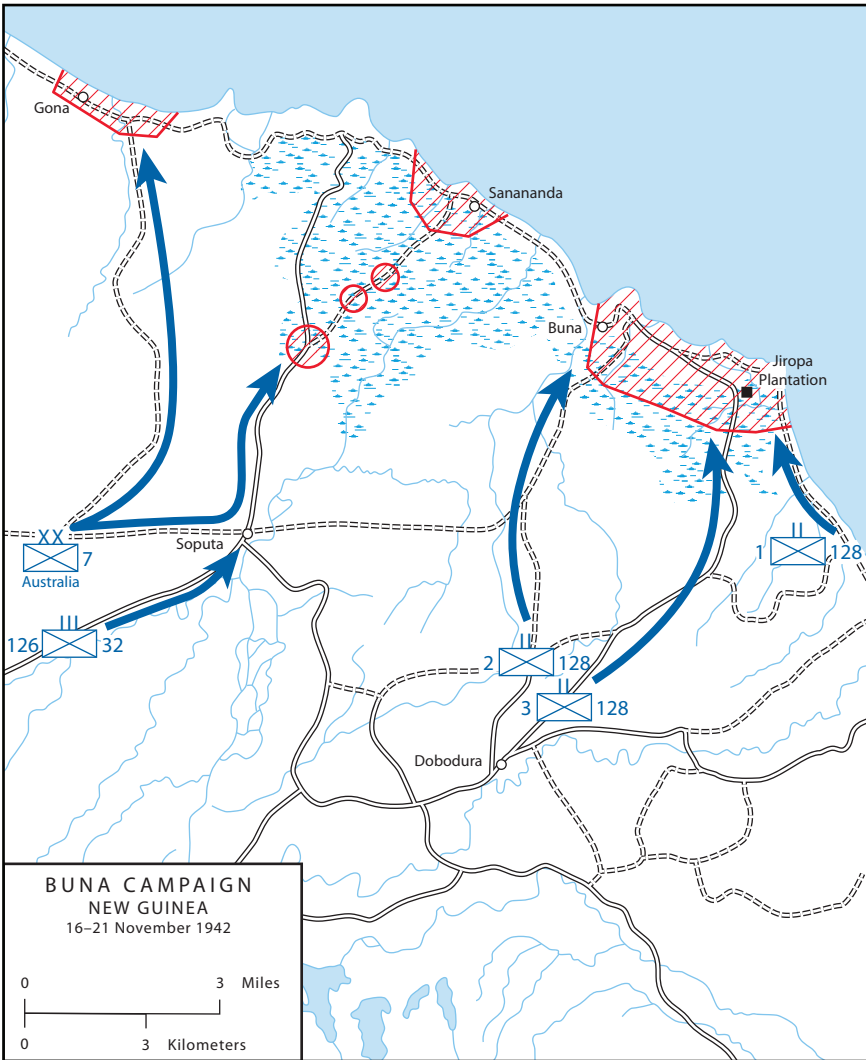 Gona
Sanananda
Buna
Jiropa
Plantation
XX
7
Australia
Soputa
III
126 32
II
1 128
II
2 128
II
3 128
Dobodura
BUNA CAMPAIGN
NEW GUINEA
16–21 November 1942
0 3 Miles
0 3 Kilometers